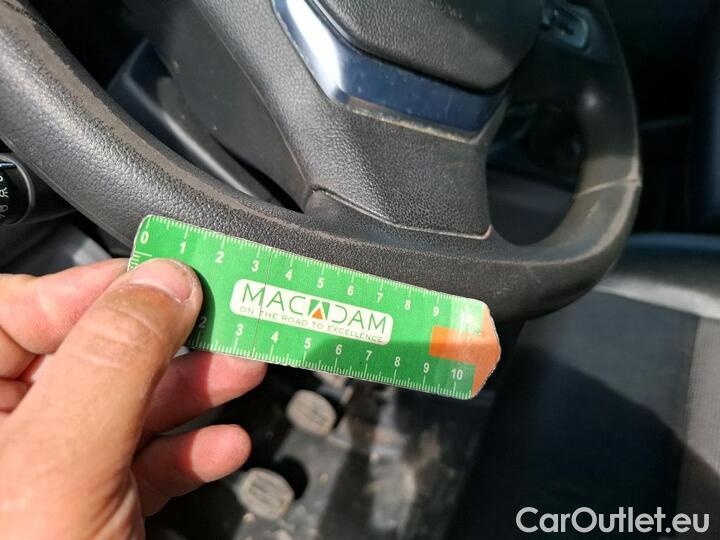 0 1 2 3 4 5 6 7 8 9 10
MACADAM
ON THE ROAD TO EXCELLENCE
2 3 4 5 6 7 8 9 10
CarOutlet.eu